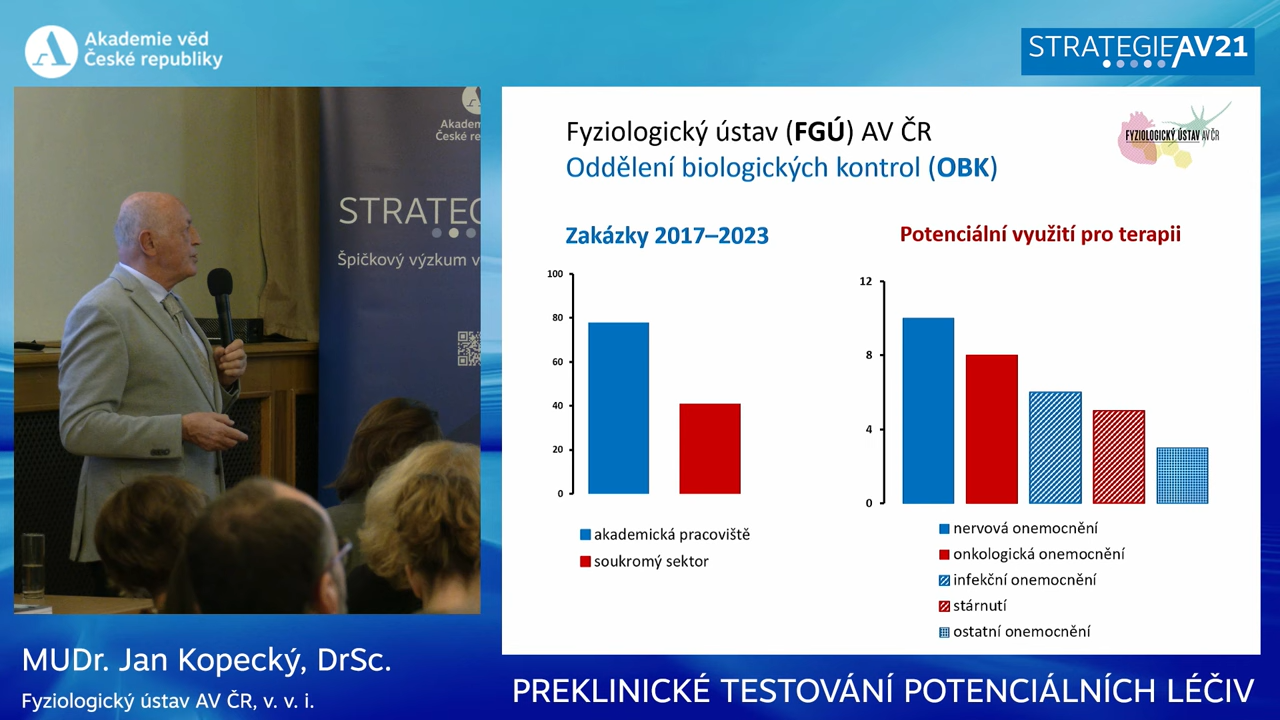 Akademie věd
České republiky
STRATEGIE AV21
Akadem
České re
STRATEG
Špičkový výzkum v
Fyziologický ústav (FGÚ) AV ČR
Oddělení biologických kontrol (OBK)
FYZIOLOGICKÝ ÚSTAV AV ČR
Zakázky 2017–2023
100
80
60
40
20
0
akademická pracoviště
soukromý sektor
Potenciální využití pro terapii
12
8
4
0
nervová onemocnění
onkologická onemocnění
infekční onemocnění
stárnutí
ostatní onemocnění
MUDr. Jan Kopecký, DrSc.
Fyziologický ústav AV ČR, v. v. i.
PREKLINICKÉ TESTOVÁNÍ POTENCIÁLNÍCH LÉČIV